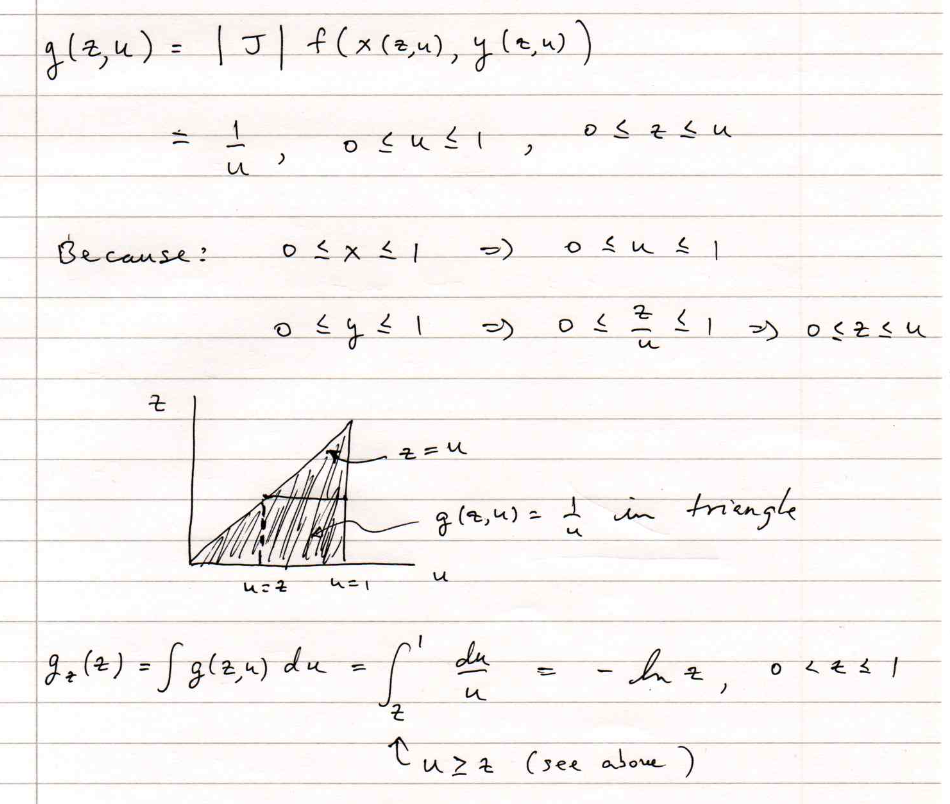 g(z,u) = |J| f(x(z,u), y(z,u))
= 1/u , 0 ≤ u ≤ 1 , 0 ≤ z ≤ u
Because: 0 ≤ x ≤ 1 ⇒ 0 ≤ u ≤ 1
0 ≤ y ≤ 1 ⇒ 0 ≤ z/u ≤ 1 ⇒ 0 ≤ z ≤ u
z
z = u
g(z,u) = 1/u in triangle
u=z u=1 u
g_z(z) = ∫ g(z,u) du = ∫_z^1 du/u = - ln z, 0 < z ≤ 1
↑ u ≥ z (see above)